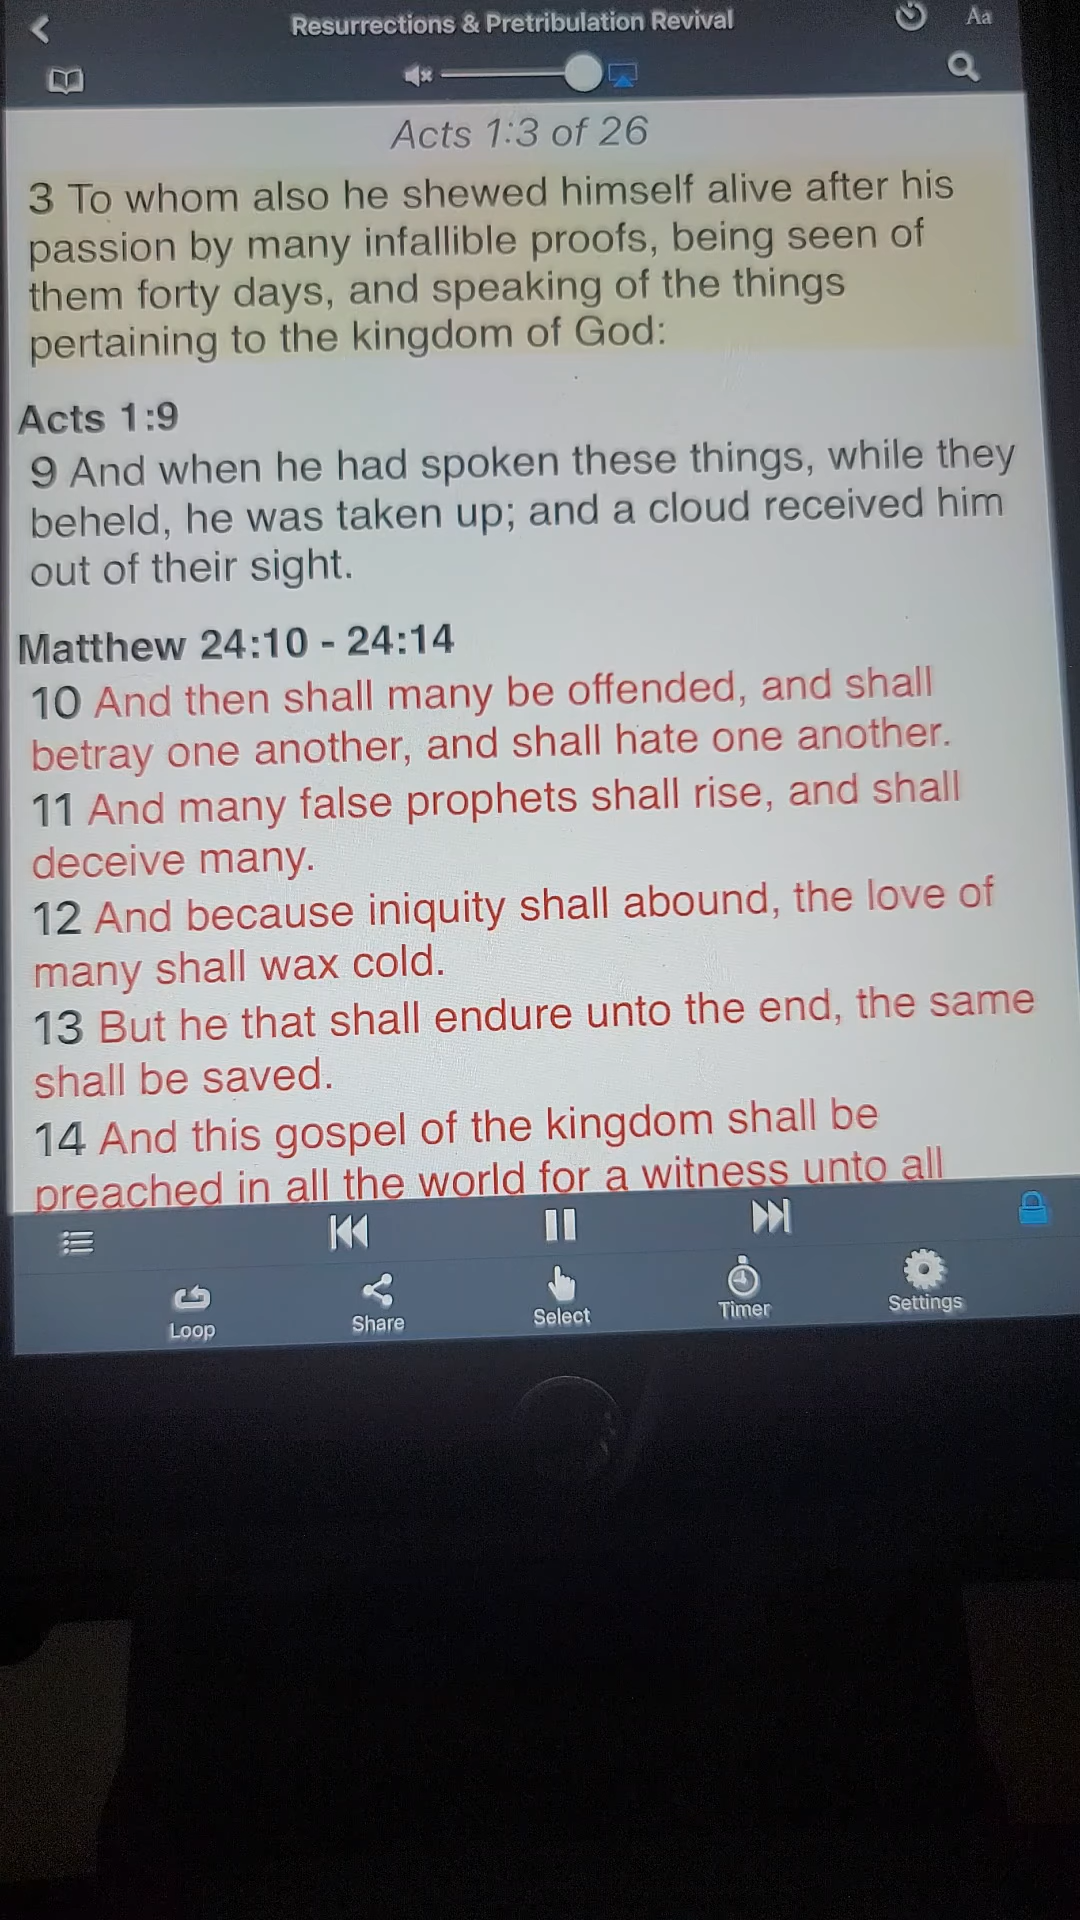 Resurrections & Pretribulation Revival
Aa
Acts 1:3 of 26
3 To whom also he shewed himself alive after his
passion by many infallible proofs, being seen of
them forty days, and speaking of the things
pertaining to the kingdom of God:
Acts 1:9
9 And when he had spoken these things, while they
beheld, he was taken up; and a cloud received him
out of their sight.
Matthew 24:10 - 24:14
10 And then shall many be offended, and shall
betray one another, and shall hate one another.
11 And many false prophets shall rise, and shall
deceive many.
12 And because iniquity shall abound, the love of
many shall wax cold.
13 But he that shall endure unto the end, the same
shall be saved.
14 And this gospel of the kingdom shall be
preached in all the world for a witness unto all
Loop
Share
Select
Timer
Settings